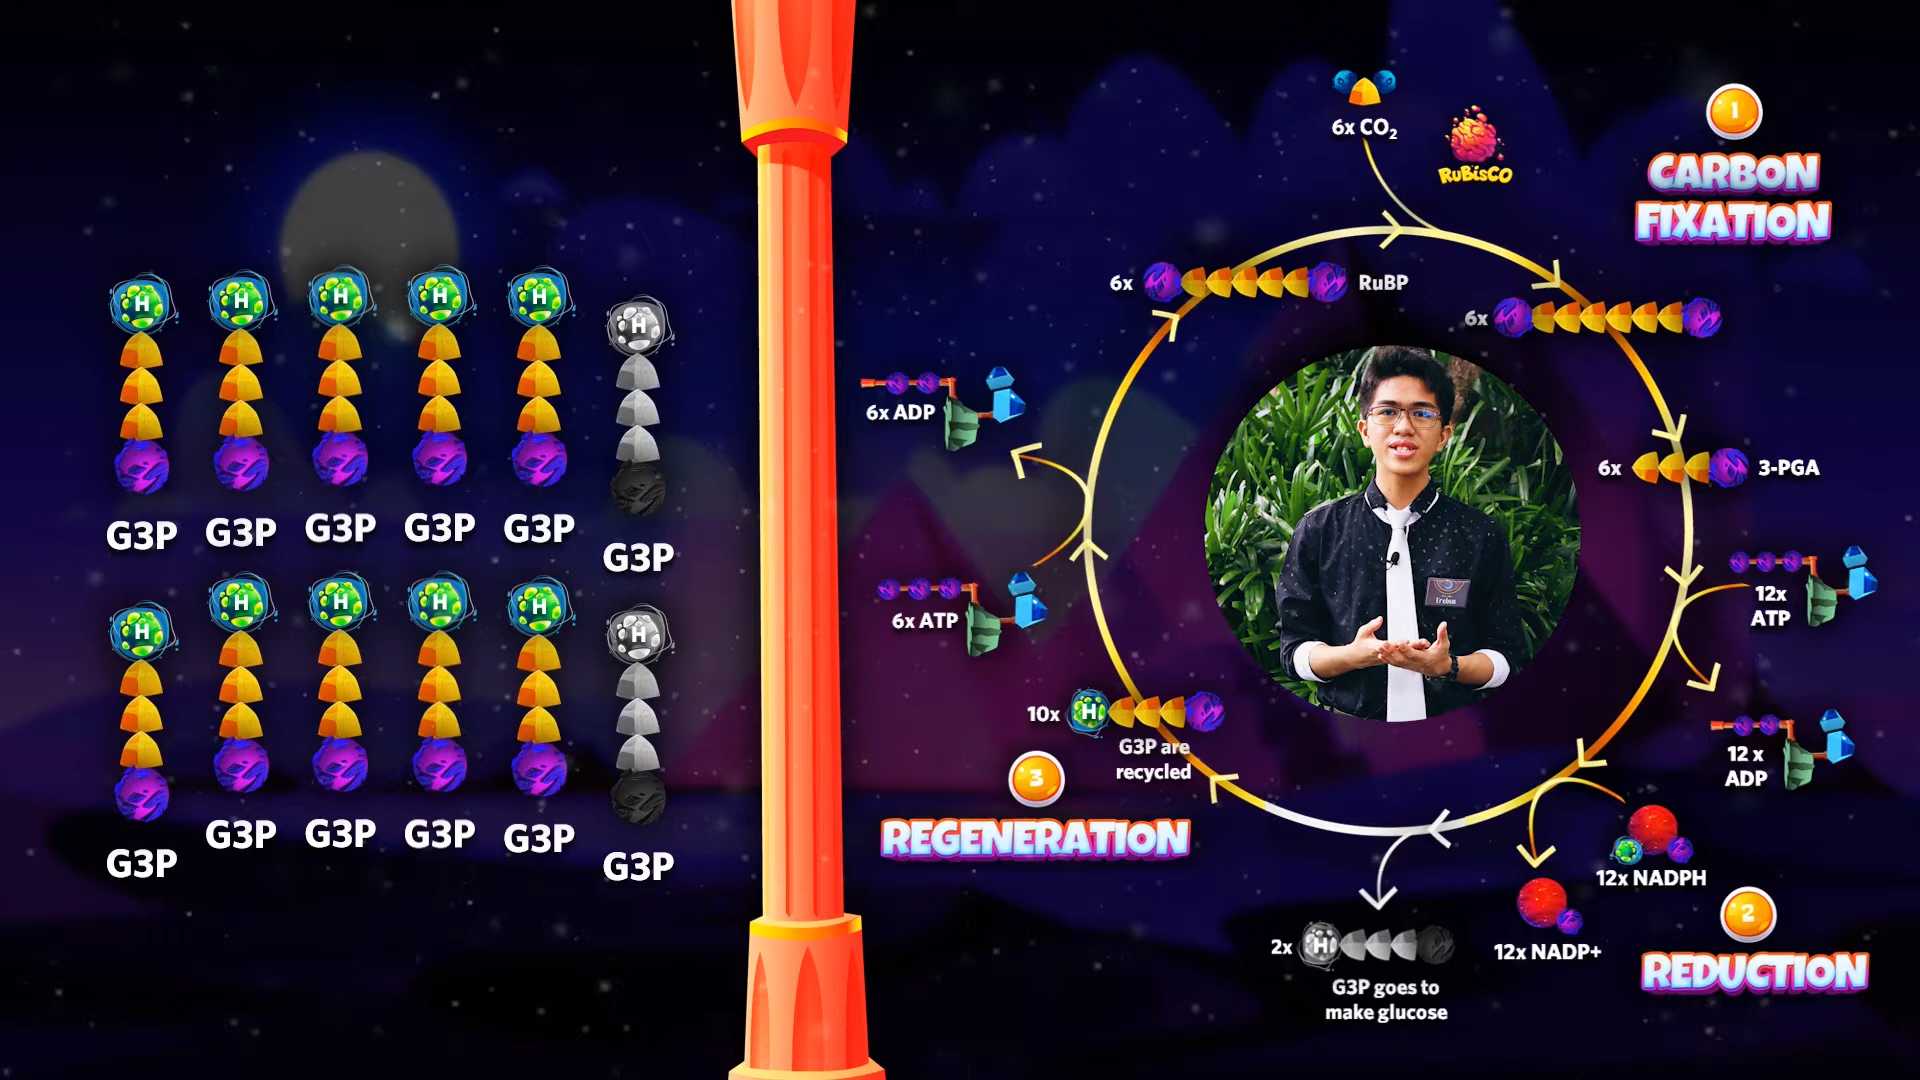 H
H
H
H
H
H
G3P
G3P
G3P
G3P
G3P
G3P
H
H
H
H
H
H
G3P
G3P
G3P
G3P
G3P
G3P
6x CO₂
RuBisCO
1
CARBON
FIXATION
6x
RuBP
6x
6x
3-PGA
6x ADP
6x ATP
12x
ATP
12 x
ADP
Erebus
10x
H
G3P are
recycled
3
REGENERATION
12x NADPH
12x NADP+
2
REDUCTION
2x
H
G3P goes to
make glucose